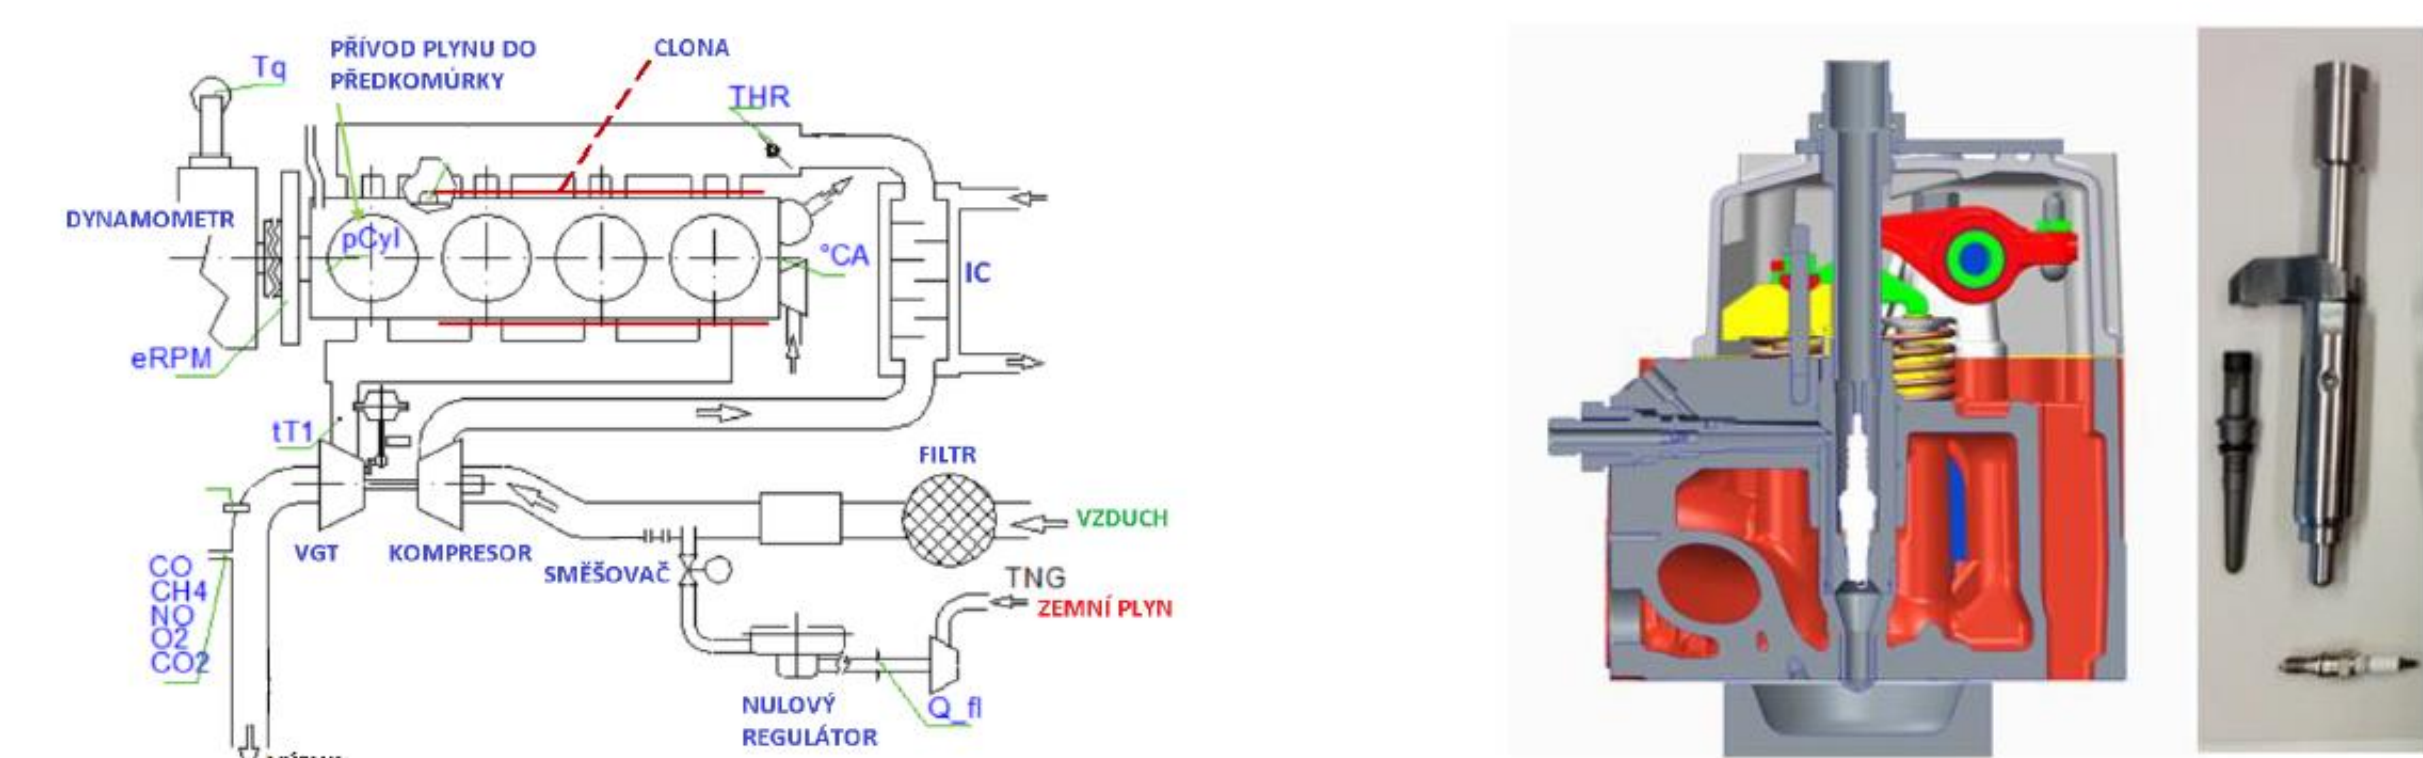 PŘÍVOD PLYNU DO
PŘEDKOMŮRKY
CLONA
Tq
THR
DYNAMOMETR
pCyl
°CA
IC
eRPM
tT1
FILTR
VZDUCH
VGT
KOMPRESOR
SMĚŠOVAČ
TNG
ZEMNÍ PLYN
CO
CH4
NO
O2
CO2
NULOVÝ
REGULÁTOR
Q_fl